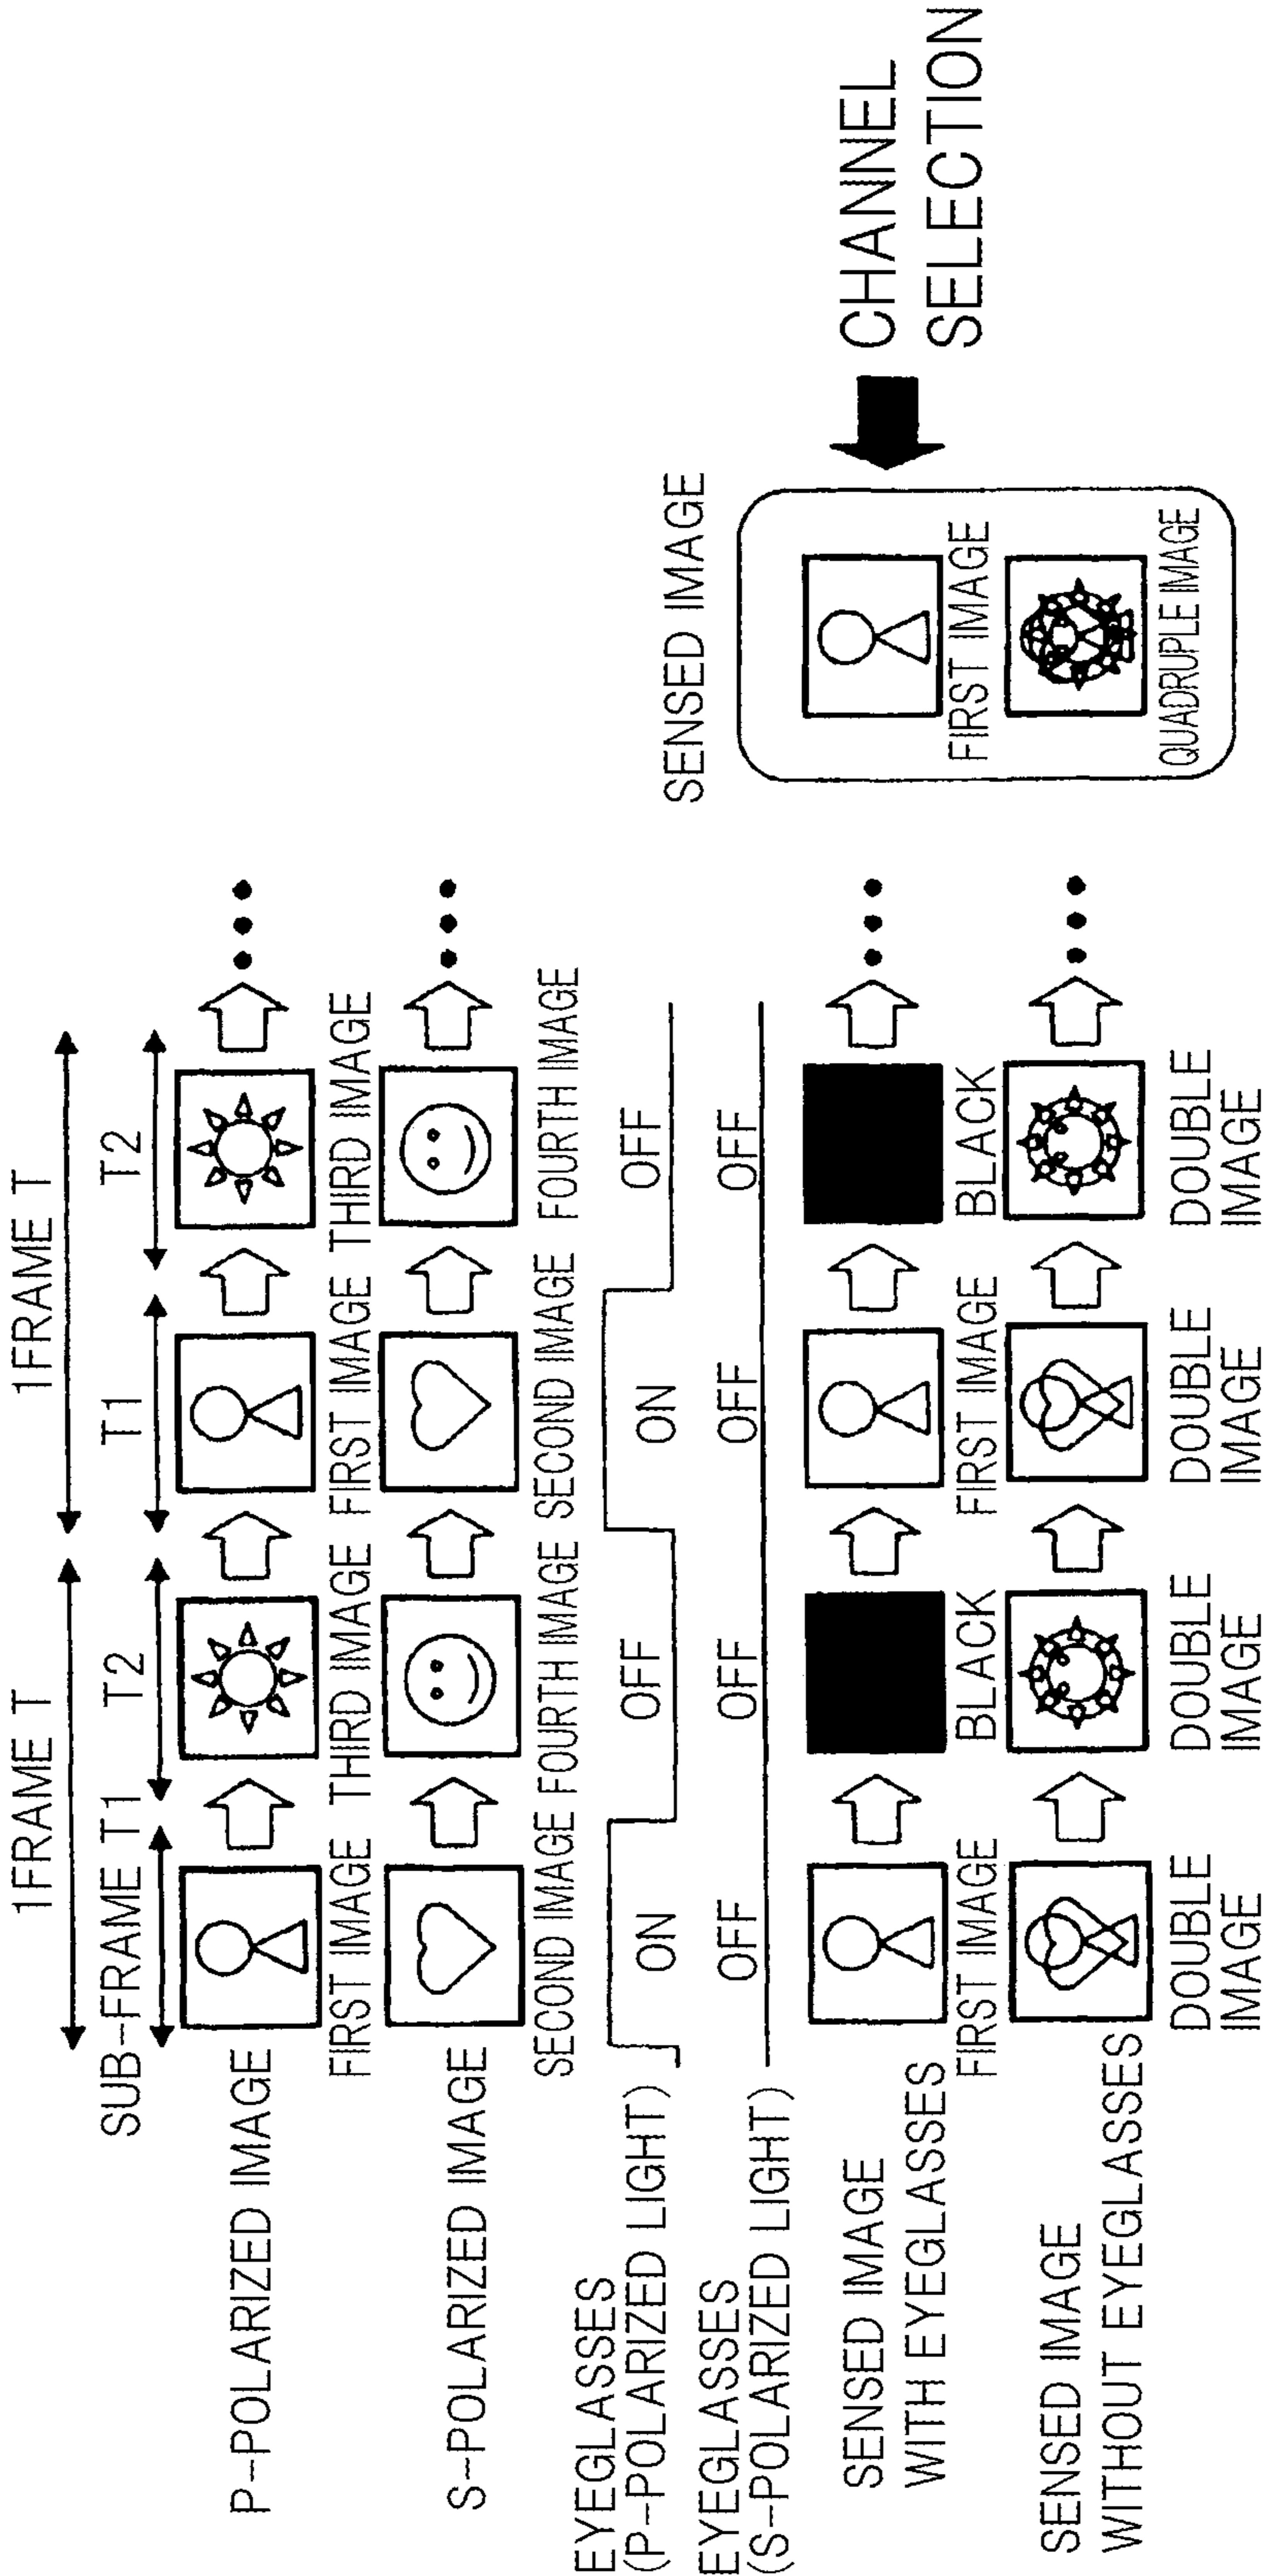 1FRAME T
1FRAME T
SUB-FRAME T1
T2
T1
T2
P-POLARIZED IMAGE
FIRST IMAGE
THIRD IMAGE
FIRST IMAGE
THIRD IMAGE
S-POLARIZED IMAGE
SECOND IMAGE
FOURTH IMAGE
SECOND IMAGE
FOURTH IMAGE
EYEGLASSES
(P-POLARIZED LIGHT)
ON
OFF
ON
OFF
EYEGLASSES
(S-POLARIZED LIGHT)
OFF
OFF
OFF
OFF
SENSED IMAGE
WITH EYEGLASSES
FIRST IMAGE
BLACK
FIRST IMAGE
BLACK
SENSED IMAGE
WITHOUT EYEGLASSES
DOUBLE
IMAGE
DOUBLE
IMAGE
DOUBLE
IMAGE
DOUBLE
IMAGE
SENSED IMAGE
FIRST IMAGE
QUADRUPLE IMAGE
CHANNEL
SELECTION